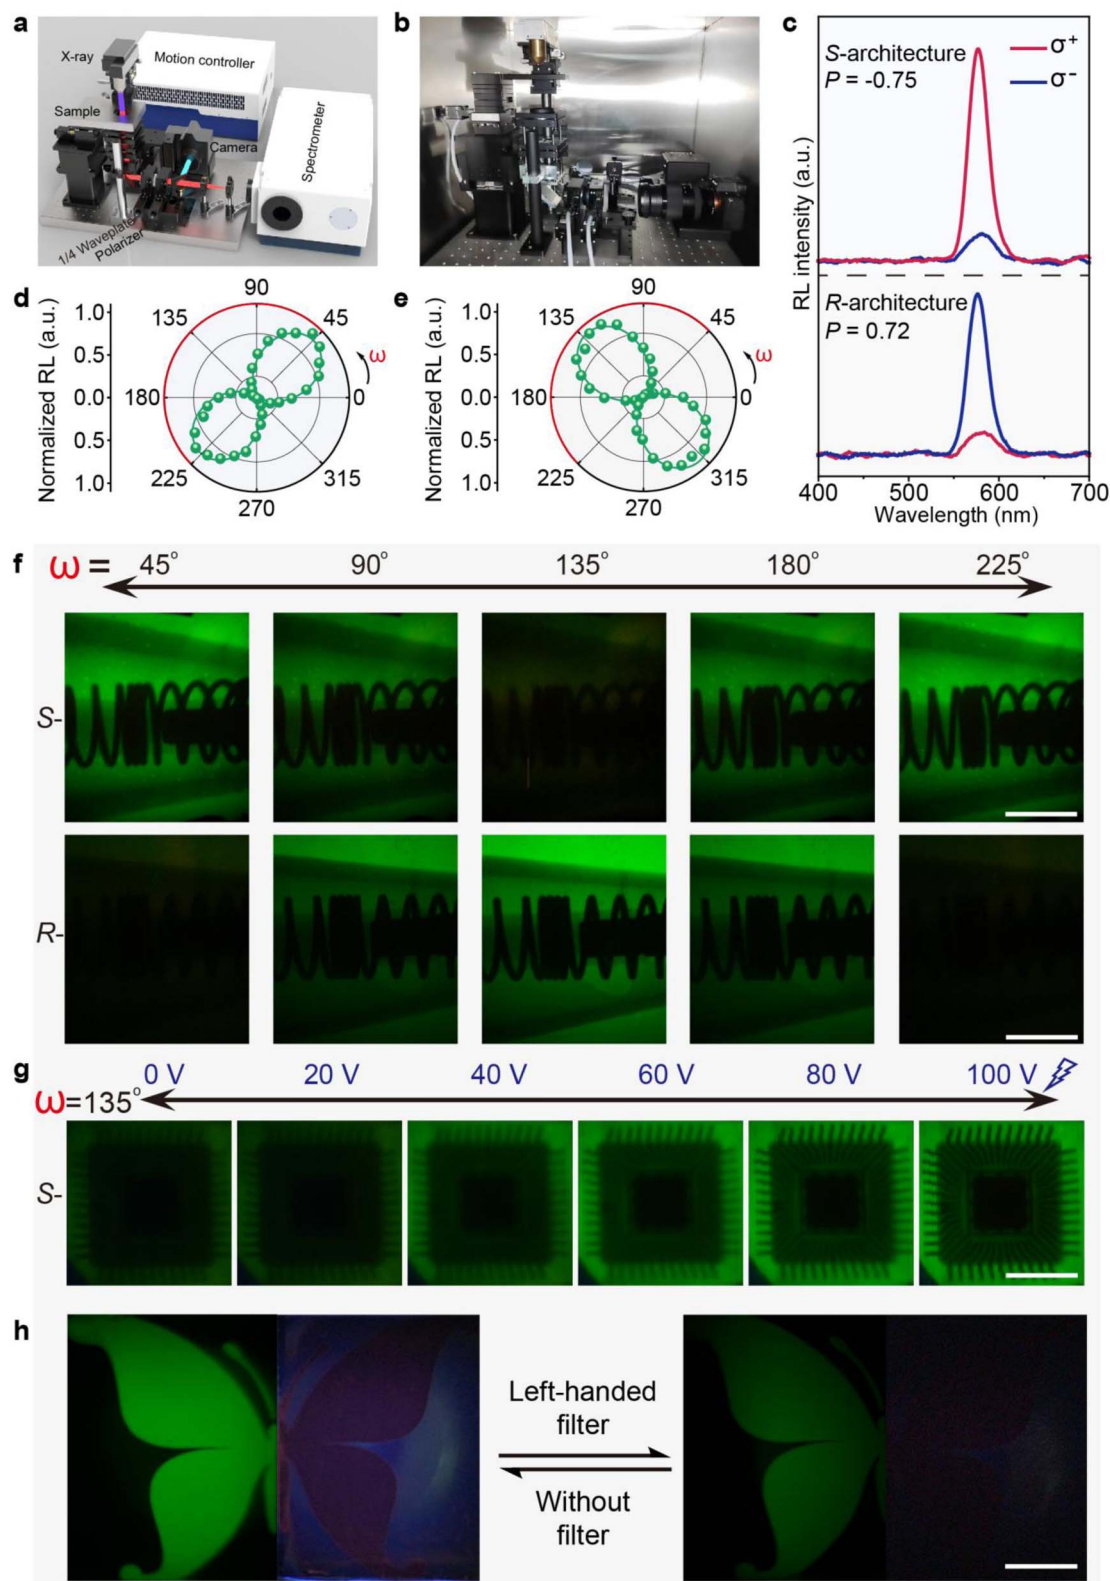 a
X-ray
Motion controller
Sample
Camera
Spectrometer
1/4 Waveplate
Polarizer
b
c
S-architecture
P = -0.75
σ+
σ-
R-architecture
P = 0.72
RL intensity (a.u.)
400 500 600 700
Wavelength (nm)
d
Normalized RL (a.u.)
1.0
0.5
0.0
0.5
1.0
90
135 45
180 0
225 315
270
ω
e
Normalized RL (a.u.)
1.0
0.5
0.0
0.5
1.0
90
135 45
180 0
225 315
270
ω
f
ω = 45° 90° 135° 180° 225°
S-
R-
g
0 V 20 V 40 V 60 V 80 V 100 V
ω=135°
S-
h
Left-handed
filter
Without
filter